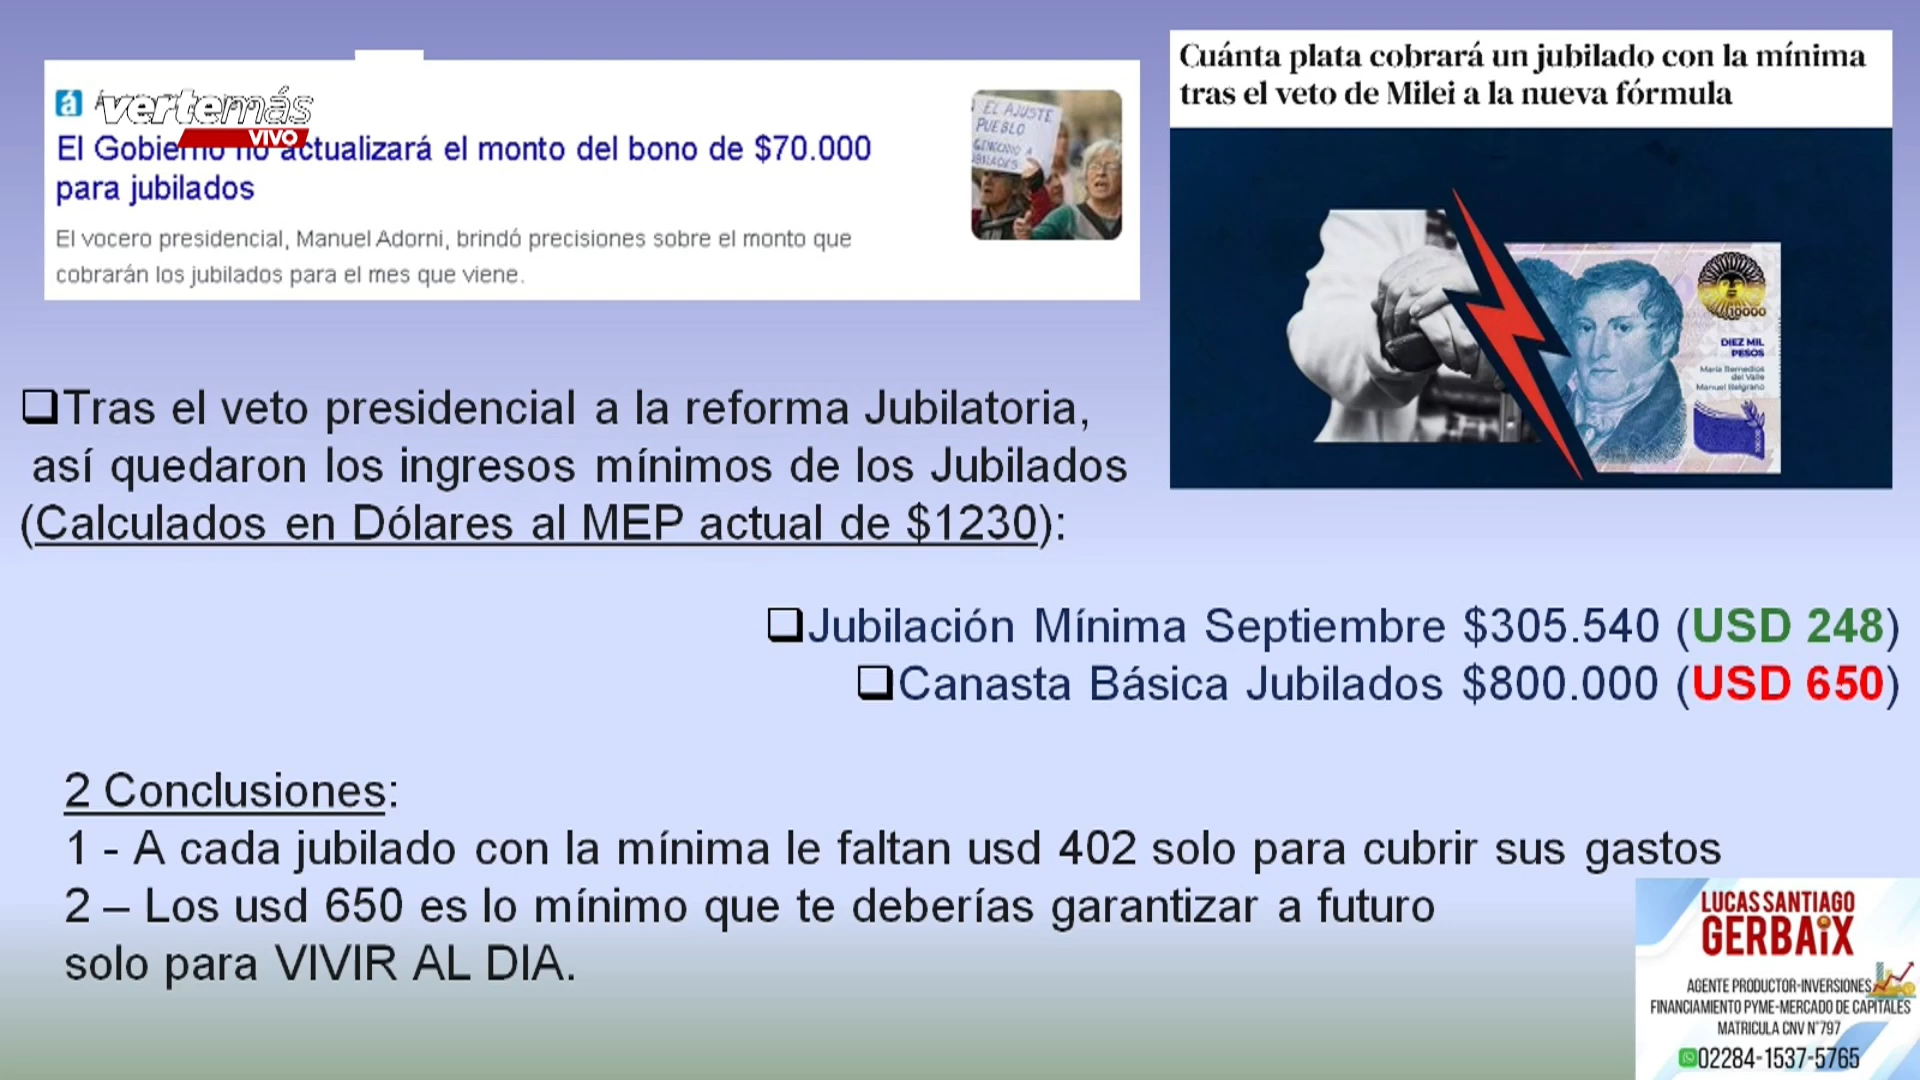 vertemás
VIVO
El Gobierno no actualizará el monto del bono de $70.000
para jubilados
El vocero presidencial, Manuel Adorni, brindó precisiones sobre el monto que
cobrarán los jubilados para el mes que viene.
EL AJUSTE
PUEBLO
Cuánta plata cobrará un jubilado con la mínima
tras el veto de Milei a la nueva fórmula
10000
DIEZ MIL
PESOS
María Remedios
del Valle
Manuel Belgrano
❑Tras el veto presidencial a la reforma Jubilatoria,
así quedaron los ingresos mínimos de los Jubilados
(Calculados en Dólares al MEP actual de $1230):
❑Jubilación Mínima Septiembre $305.540 (USD 248)
❑Canasta Básica Jubilados $800.000 (USD 650)
2 Conclusiones:
1 - A cada jubilado con la mínima le faltan usd 402 solo para cubrir sus gastos
2 – Los usd 650 es lo mínimo que te deberías garantizar a futuro
solo para VIVIR AL DIA.
LUCAS SANTIAGO
GERBAIX
AGENTE PRODUCTOR-INVERSIONES
FINANCIAMIENTO PYME-MERCADO DE CAPITALES
MATRICULA CNV N°797
02284-1537-5765